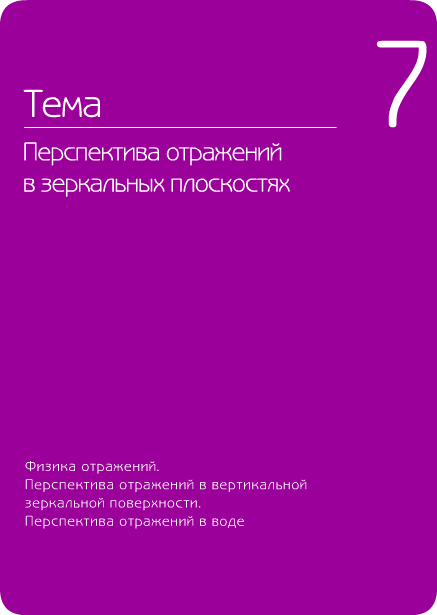 7
Тема
Перспектива отражений
в зеркальных плоскостях
Физика отражений.
Перспектива отражений в вертикальной
зеркальной поверхности.
Перспектива отражений в воде